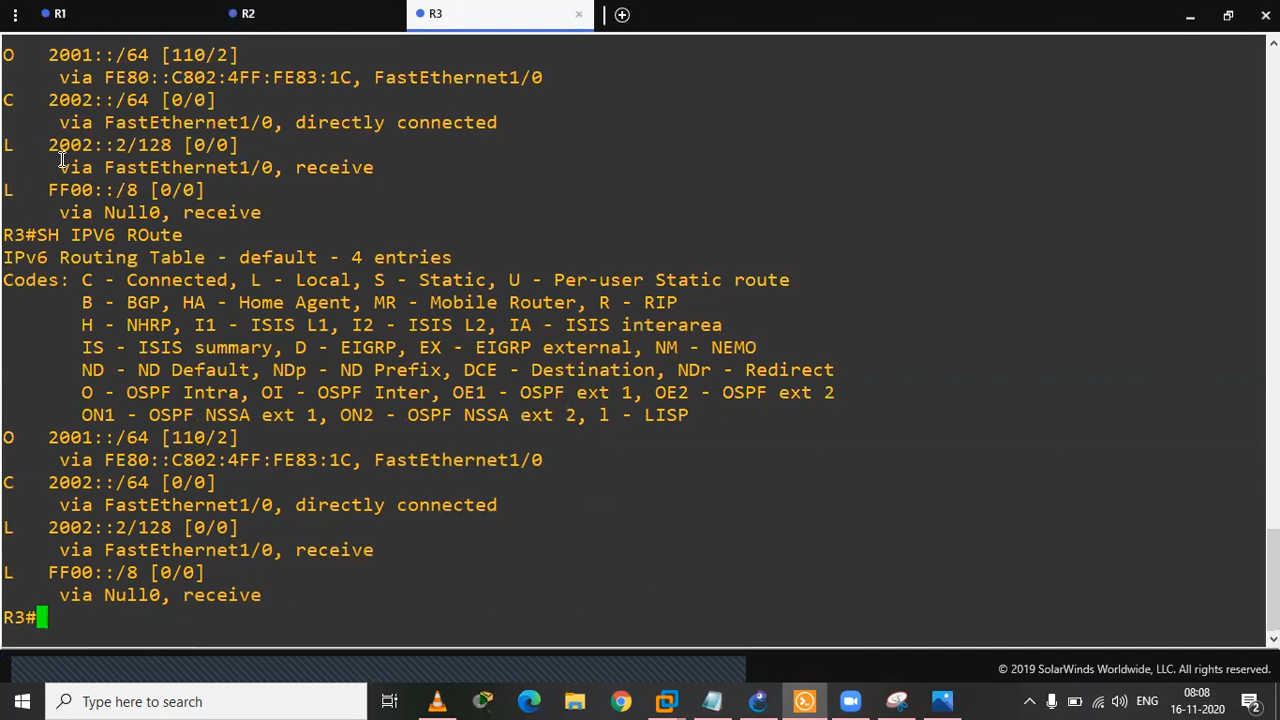 R1
R2
R3
O   2001::/64 [110/2]
     via FE80::C802:4FF:FE83:1C, FastEthernet1/0
C   2002::/64 [0/0]
     via FastEthernet1/0, directly connected
L   2002::2/128 [0/0]
     via FastEthernet1/0, receive
L   FF00::/8 [0/0]
     via Null0, receive
R3#SH IPV6 ROute
IPv6 Routing Table - default - 4 entries
Codes: C - Connected, L - Local, S - Static, U - Per-user Static route
       B - BGP, HA - Home Agent, MR - Mobile Router, R - RIP
       H - NHRP, I1 - ISIS L1, I2 - ISIS L2, IA - ISIS interarea
       IS - ISIS summary, D - EIGRP, EX - EIGRP external, NM - NEMO
       ND - ND Default, NDp - ND Prefix, DCE - Destination, NDr - Redirect
       O - OSPF Intra, OI - OSPF Inter, OE1 - OSPF ext 1, OE2 - OSPF ext 2
       ON1 - OSPF NSSA ext 1, ON2 - OSPF NSSA ext 2, l - LISP
O   2001::/64 [110/2]
     via FE80::C802:4FF:FE83:1C, FastEthernet1/0
C   2002::/64 [0/0]
     via FastEthernet1/0, directly connected
L   2002::2/128 [0/0]
     via FastEthernet1/0, receive
L   FF00::/8 [0/0]
     via Null0, receive
R3#
© 2019 SolarWinds Worldwide, LLC. All rights reserved.
Type here to search
ENG
08:08
16-11-2020
2